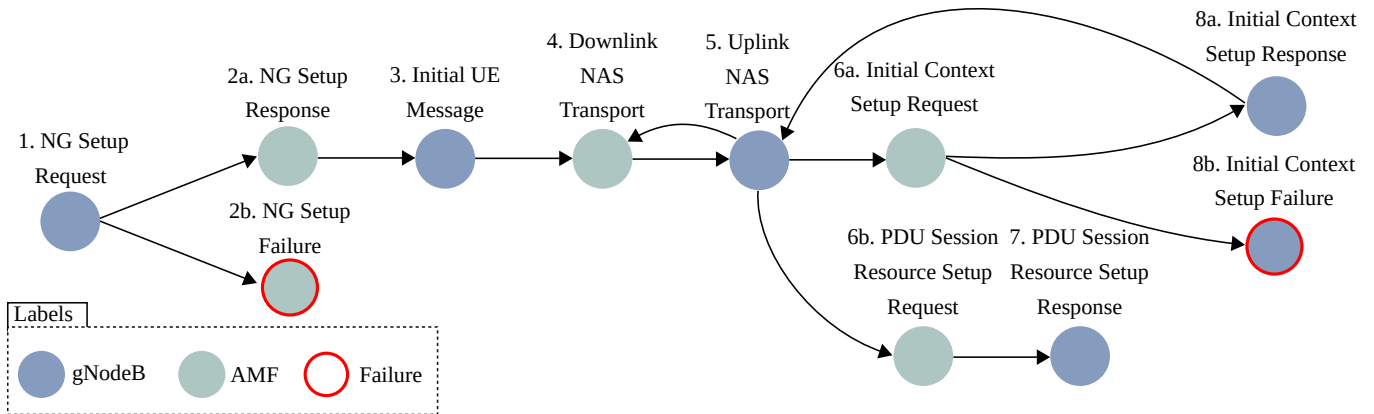 1. NG Setup
Request
2a. NG Setup
Response
2b. NG Setup
Failure
3. Initial UE
Message
4. Downlink
NAS
Transport
5. Uplink
NAS
Transport
6a. Initial Context
Setup Request
8a. Initial Context
Setup Response
8b. Initial Context
Setup Failure
6b. PDU Session
Resource Setup
Request
7. PDU Session
Resource Setup
Response
Labels
gNodeB
AMF
Failure